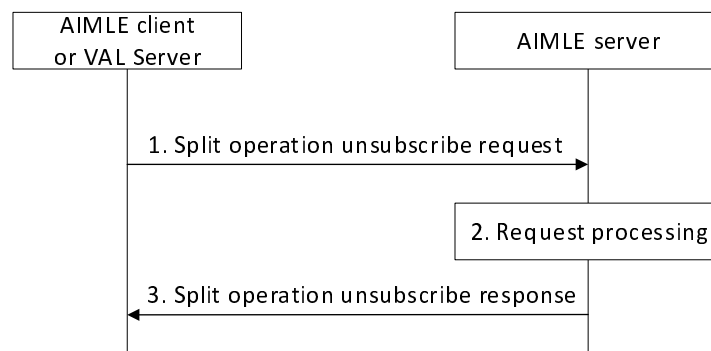 AIMLE client
or VAL Server
AIMLE server
1. Split operation unsubscribe request
2. Request processing
3. Split operation unsubscribe response